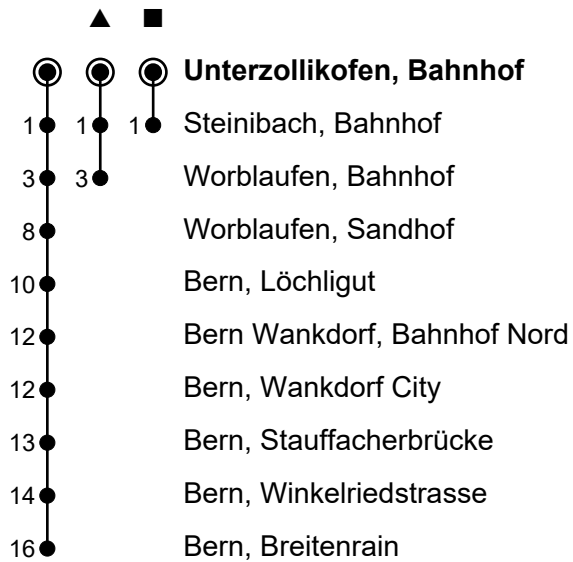 ▲ ■
Unterzollikofen, Bahnhof
1 1 1 Steinibach, Bahnhof
3 3 Worblaufen, Bahnhof
8 Worblaufen, Sandhof
10 Bern, Löchligut
12 Bern Wankdorf, Bahnhof Nord
12 Bern, Wankdorf City
13 Bern, Stauffacherbrücke
14 Bern, Winkelriedstrasse
16 Bern, Breitenrain